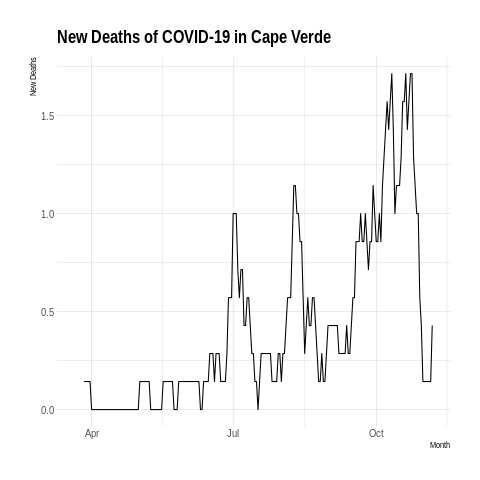 New Deaths of COVID-19 in Cape Verde
New Deaths
1.5
1.0
0.5
0.0
Apr
Jul
Oct
Month